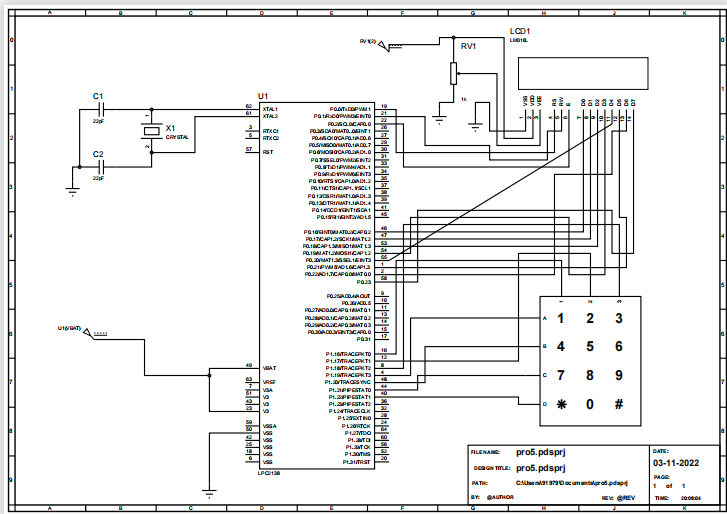 A B C D E F G H J K
RV1(2)
LCD1
LM016L
RV1
1k
VSS VDD VEE RS RW E D0 D1 D2 D3 D4 D5 D6 D7
1 2 3 4 5 6 7 8 9 10 11 12 13 14
C1
22pF
X1
CRYSTAL
C2
22pF
U1
62 XTAL1
61 XTAL2
3 RTXC1
5 RTXC2
57 RST
49 VBAT
63 VREF
7 V3A
51 V3
43 V3
23 V3
59 VSSA
50 VSS
42 VSS
25 VSS
18 VSS
6 VSS
LPC2138
P0.0/TxD0/PWM1 19
P0.1/RxD0/PWM3/EINT0 21
P0.2/SCL0/CAP0.0 22
P0.3/SDA0/MAT0.0/EINT1 26
P0.4/SCK0/CAP0.1/AD0.6 27
P0.5/MISO0/MAT0.1/AD0.7 29
P0.6/MOSI0/CAP0.2/AD1.0 30
P0.7/SSEL0/PWM2/EINT2 31
P0.8/TxD1/PWM4/AD1.1 33
P0.9/RxD1/PWM6/EINT3 34
P0.10/RTS1/CAP1.0/AD1.2 35
P0.11/CTS1/CAP1.1/SCL1 37
P0.12/DSR1/MAT1.0/AD1.3 38
P0.13/DTR1/MAT1.1/AD1.4 39
P0.14/DCD1/EINT1/SDA1 41
P0.15/RI1/EINT2/AD1.5 45
P0.16/EINT0/MAT0.2/CAP0.2 46
P0.17/CAP1.2/SCK1/MAT1.2 47
P0.18/CAP1.3/MISO1/MAT1.3 53
P0.19/MAT1.2/MOSI1/CAP1.2 54
P0.20/MAT1.3/SSEL1/EINT3 55
P0.21/PWM5/AD1.6/CAP1.3 1
P0.22/AD1.7/CAP0.0/MAT0.0 2
P0.23 58
P0.25/AD0.4/AOUT 9
P0.26/AD0.5 10
P0.27/AD0.0/CAP0.1/MAT0.1 11
P0.28/AD0.1/CAP0.2/MAT0.2 13
P0.29/AD0.2/CAP0.3/MAT0.3 14
P0.30/AD0.3/EINT3/CAP0.0 15
P0.31 17
P1.16/TRACEPKT0 16
P1.17/TRACEPKT1 12
P1.18/TRACEPKT2 8
P1.19/TRACEPKT3 4
P1.20/TRACESYNC 48
P1.21/PIPESTAT0 44
P1.22/PIPESTAT1 40
P1.23/PIPESTAT2 36
P1.24/TRACECLK 32
P1.25/EXTIN0 28
P1.26/RTCK 24
P1.27/TDO 64
P1.28/TDI 60
P1.29/TCK 56
P1.30/TMS 52
P1.31/TRST 20
U1(VBAT)
1 2 3
A 1 2 3
B 4 5 6
C 7 8 9
D * 0 #
FILE NAME: pro5.pdsprj
DESIGN TITLE: pro5.pdsprj
PATH: C:\Users\91979\Documents\pro5.pdsprj
BY: @AUTHOR REV: @REV
DATE:
03-11-2022
PAGE:
1 of 1
TIME: 20:08:04
A B C D E F G H J K